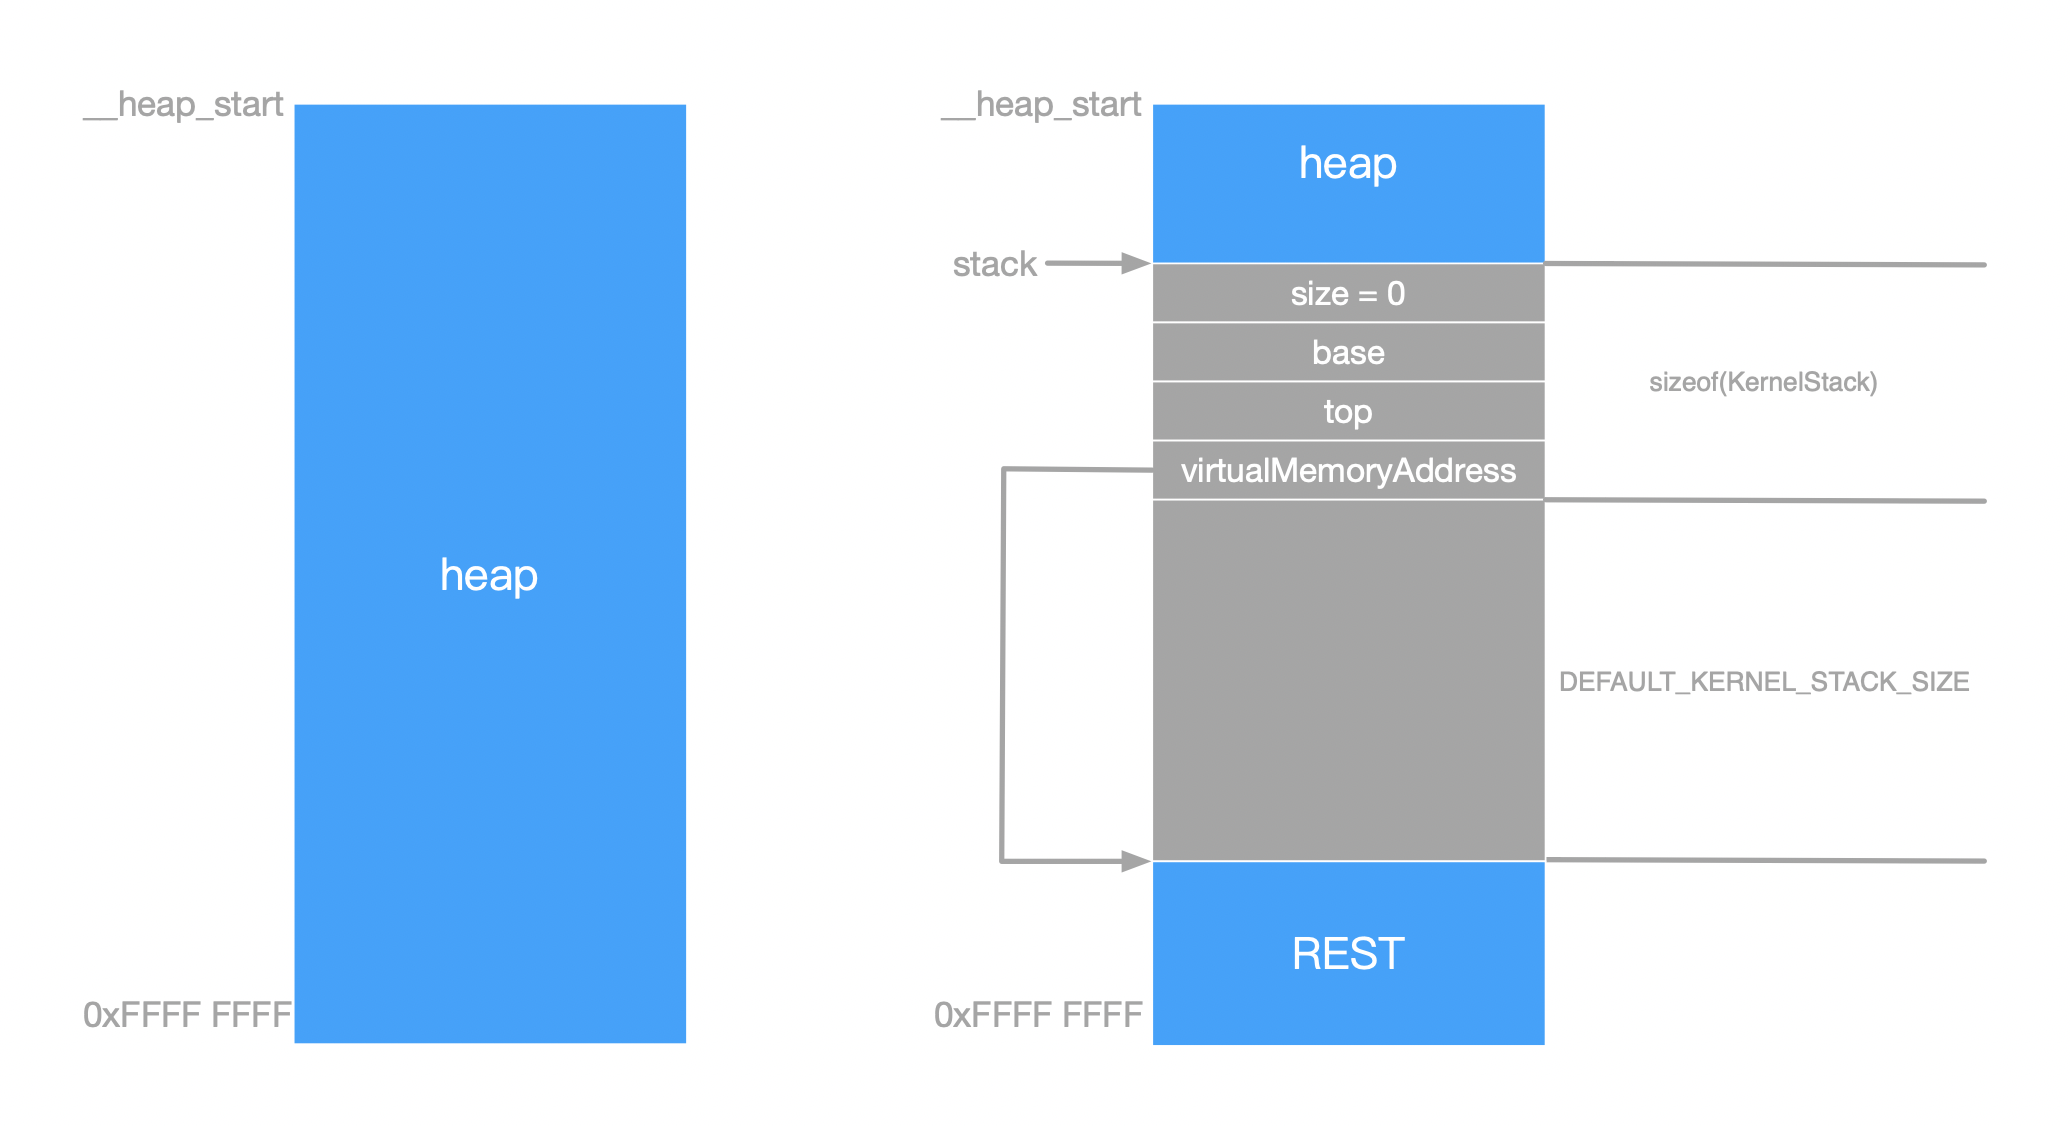 __heap_start
heap
0xFFFF FFFF
__heap_start
heap
stack
size = 0
base
top
virtualMemoryAddress
sizeof(KernelStack)
DEFAULT_KERNEL_STACK_SIZE
REST
0xFFFF FFFF